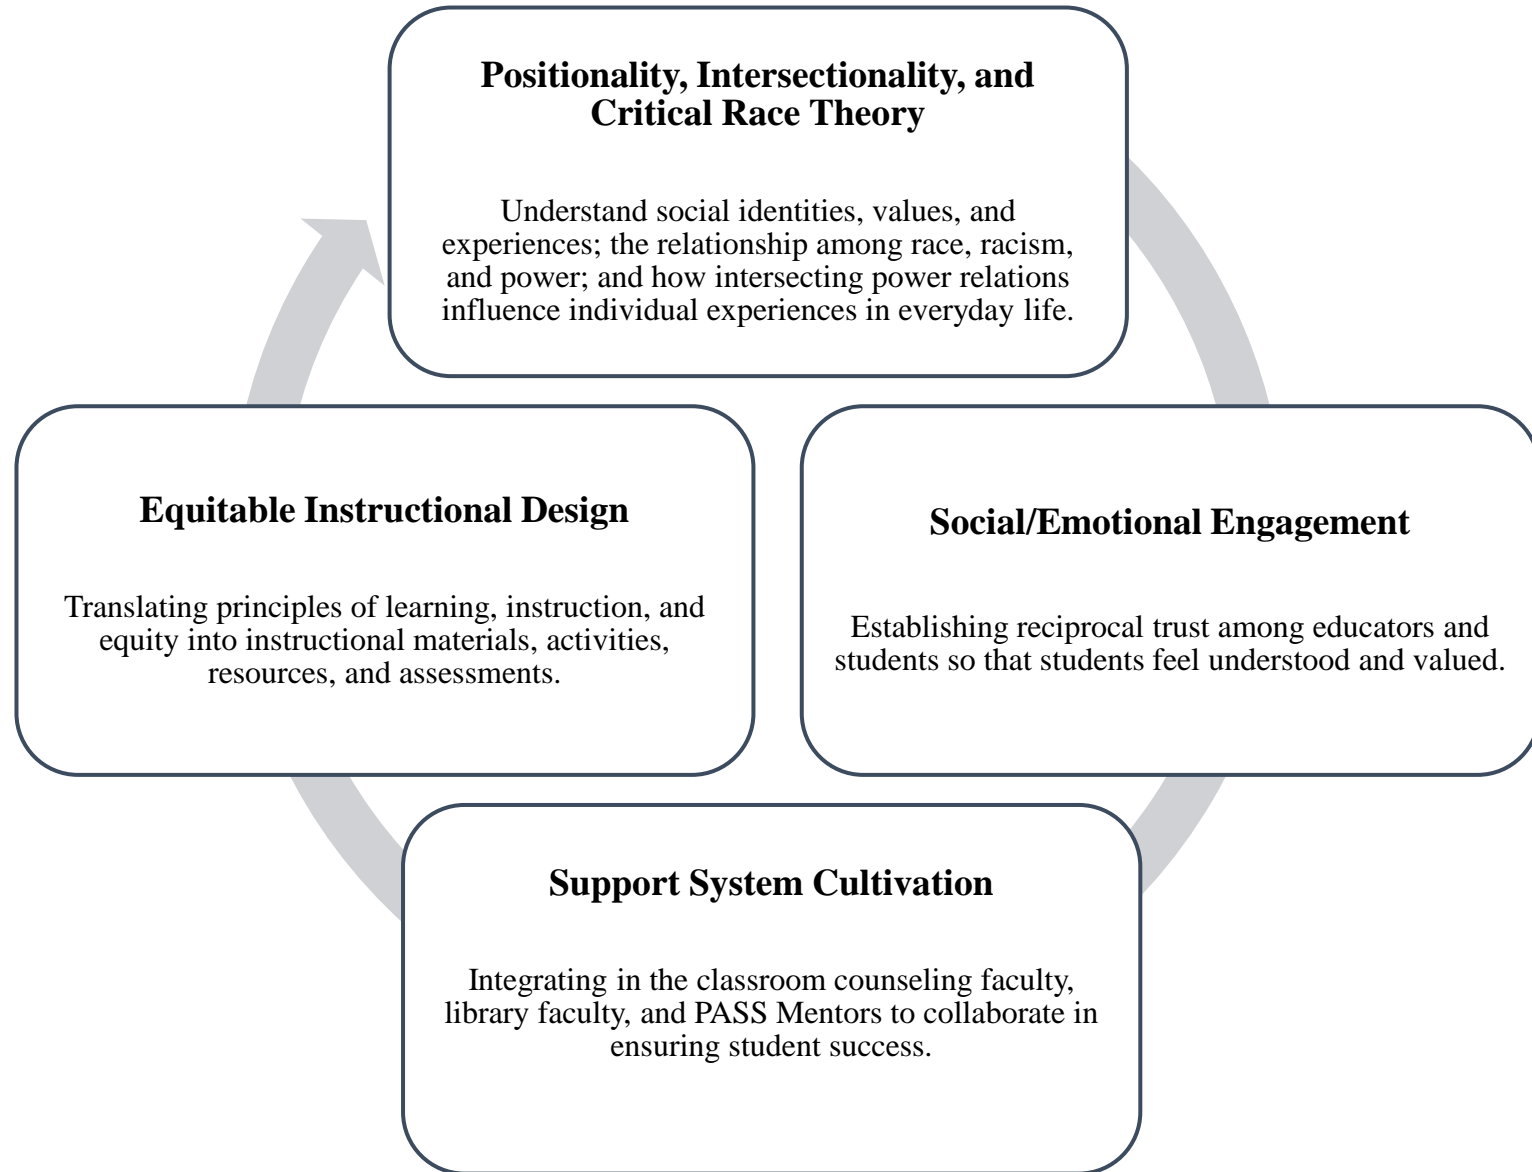 Positionality, Intersectionality, and
Critical Race Theory
Understand social identities, values, and
experiences; the relationship among race, racism,
and power; and how intersecting power relations
influence individual experiences in everyday life.
Social/Emotional Engagement
Establishing reciprocal trust among educators and
students so that students feel understood and valued.
Support System Cultivation
Integrating in the classroom counseling faculty,
library faculty, and PASS Mentors to collaborate in
ensuring student success.
Equitable Instructional Design
Translating principles of learning, instruction, and
equity into instructional materials, activities,
resources, and assessments.